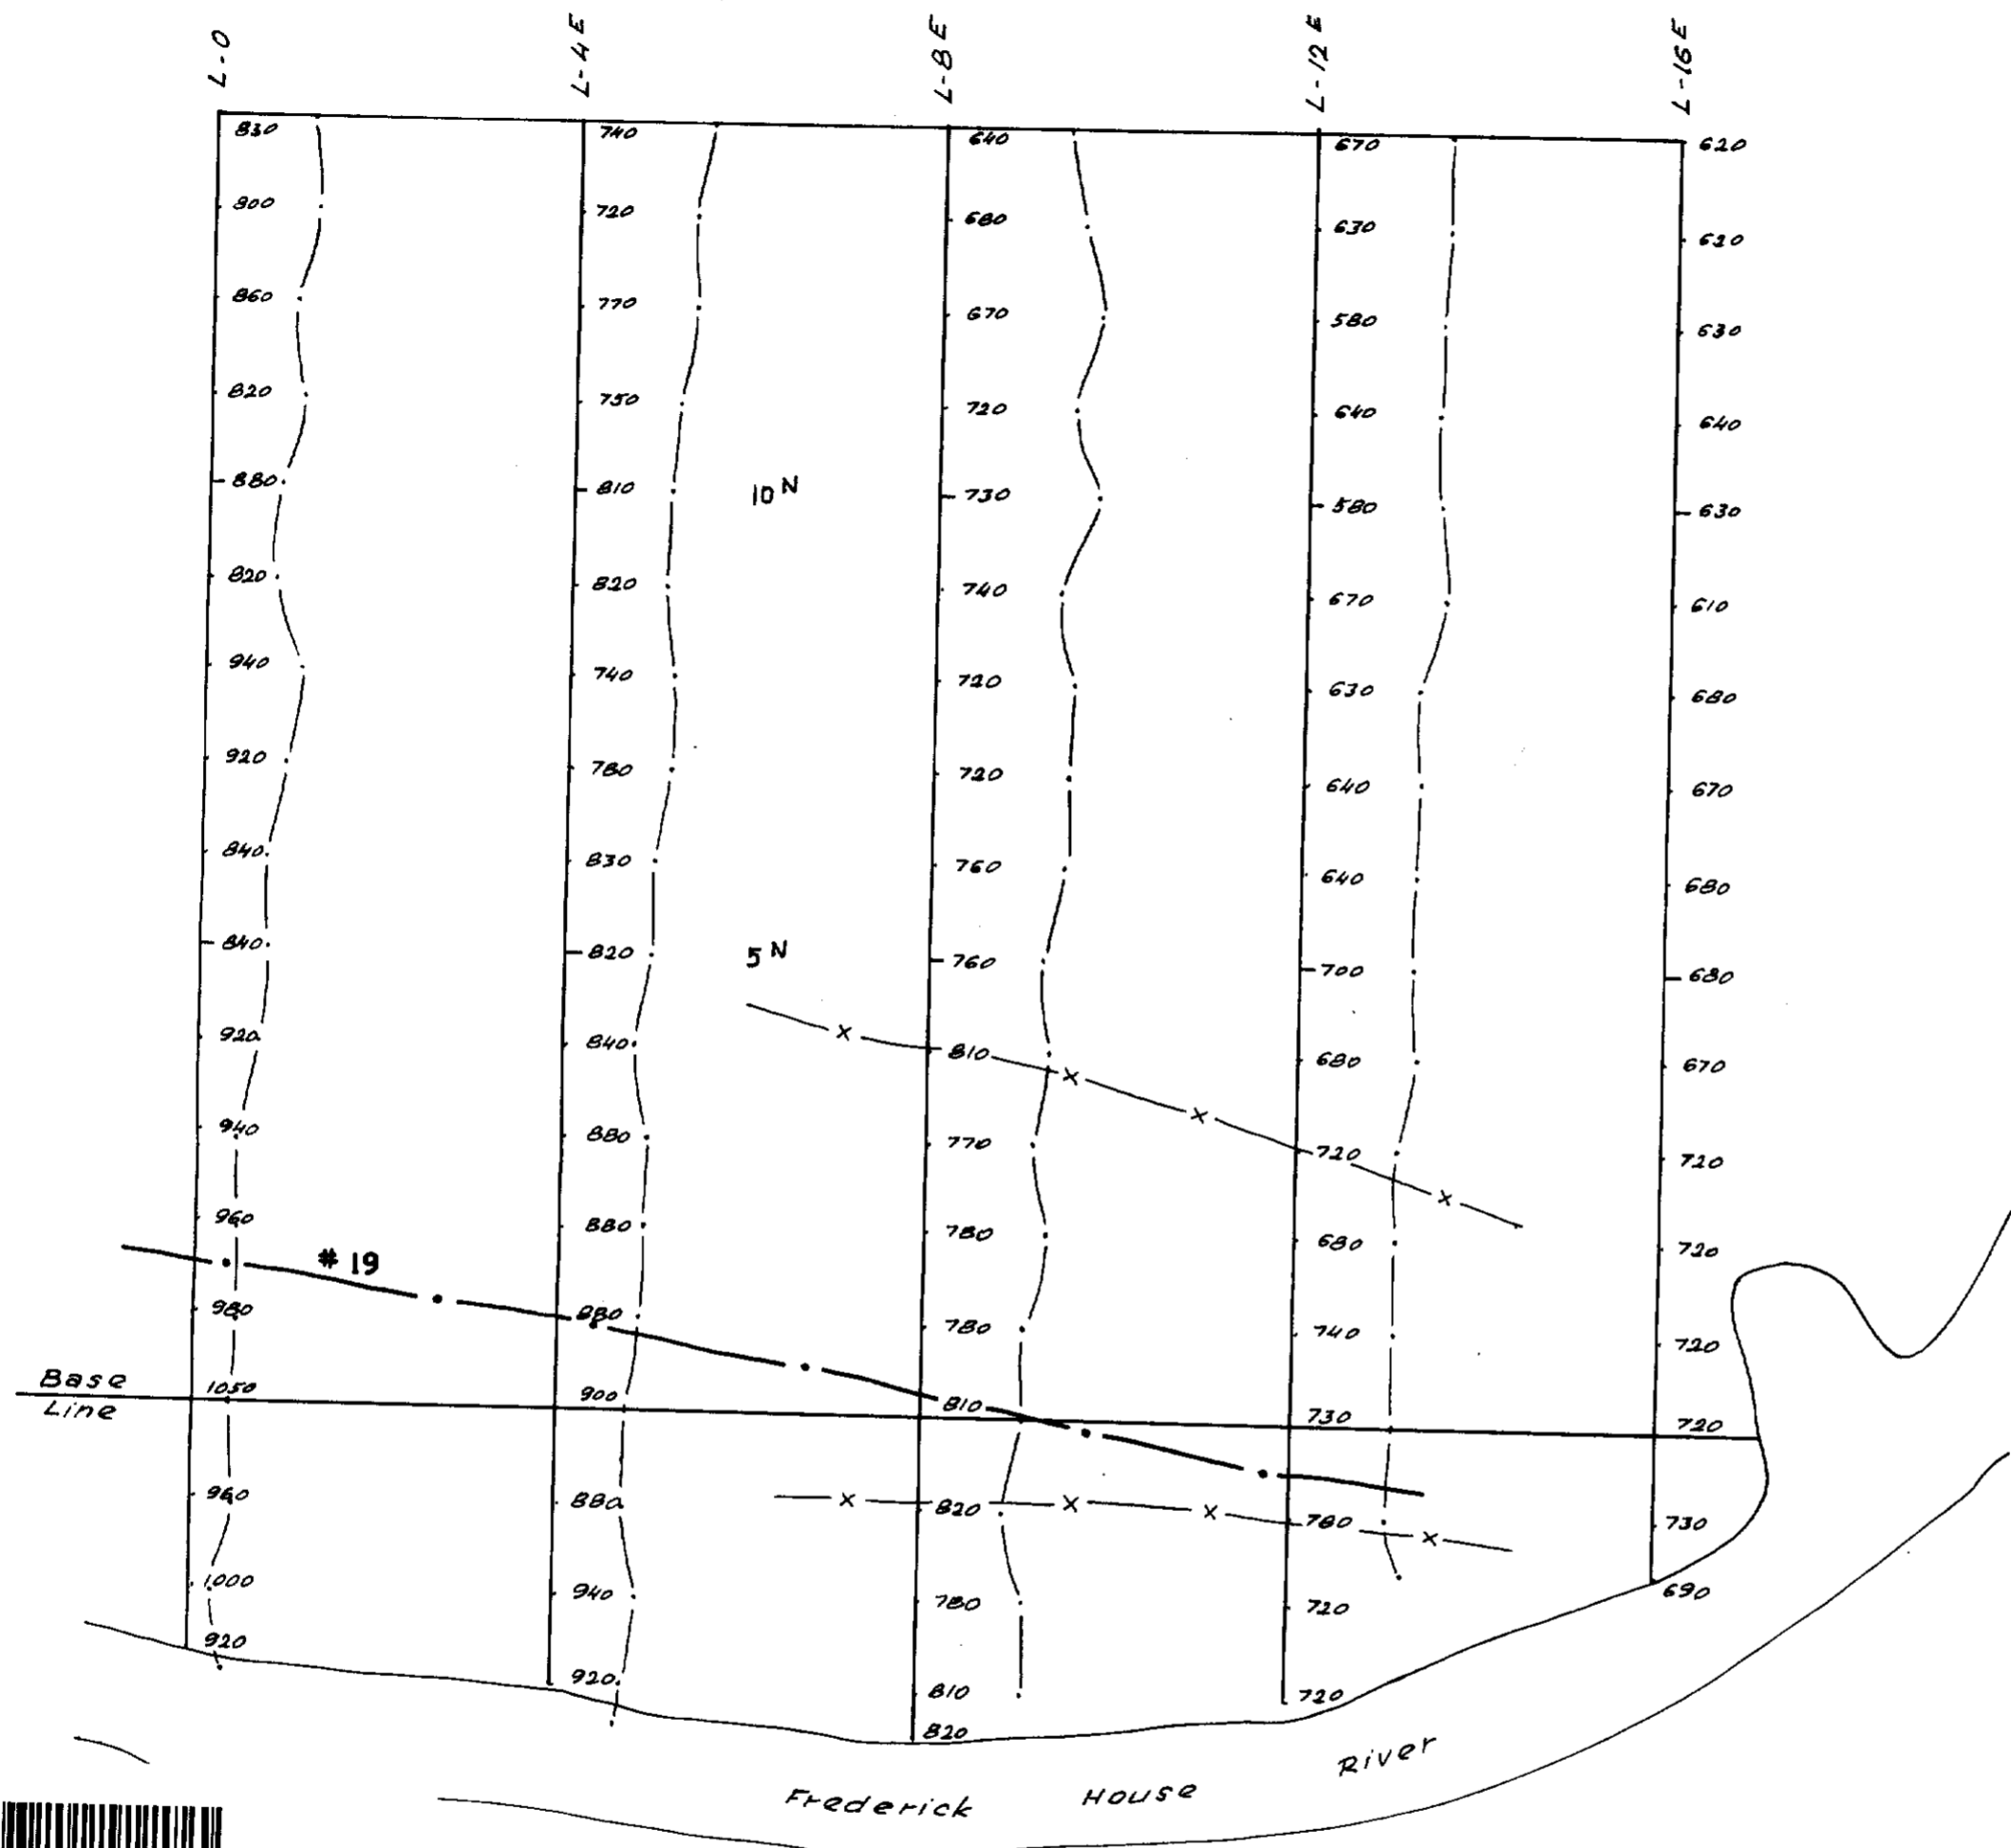 L-0 L-4E L-8E L-12E L-16E
830 740 640 670 620
800 720 680 630 620
860 770 670 580 630
820 750 720 640 640
880 810 10 N 730 580 630
820 820 740 670 610
940 740 720 630 680
920 780 720 640 670
840 830 760 640 680
840 820 5 N 760 700 680
920 840 810 680 670
940 880 770 720 720
960 880 780 680 720
# 19
980 880 780 740 720
Base
Line
1050 900 810 730 720
960 880 820 780 730
1000 940 780 720 690
920 920 810 720
820
Frederick House River